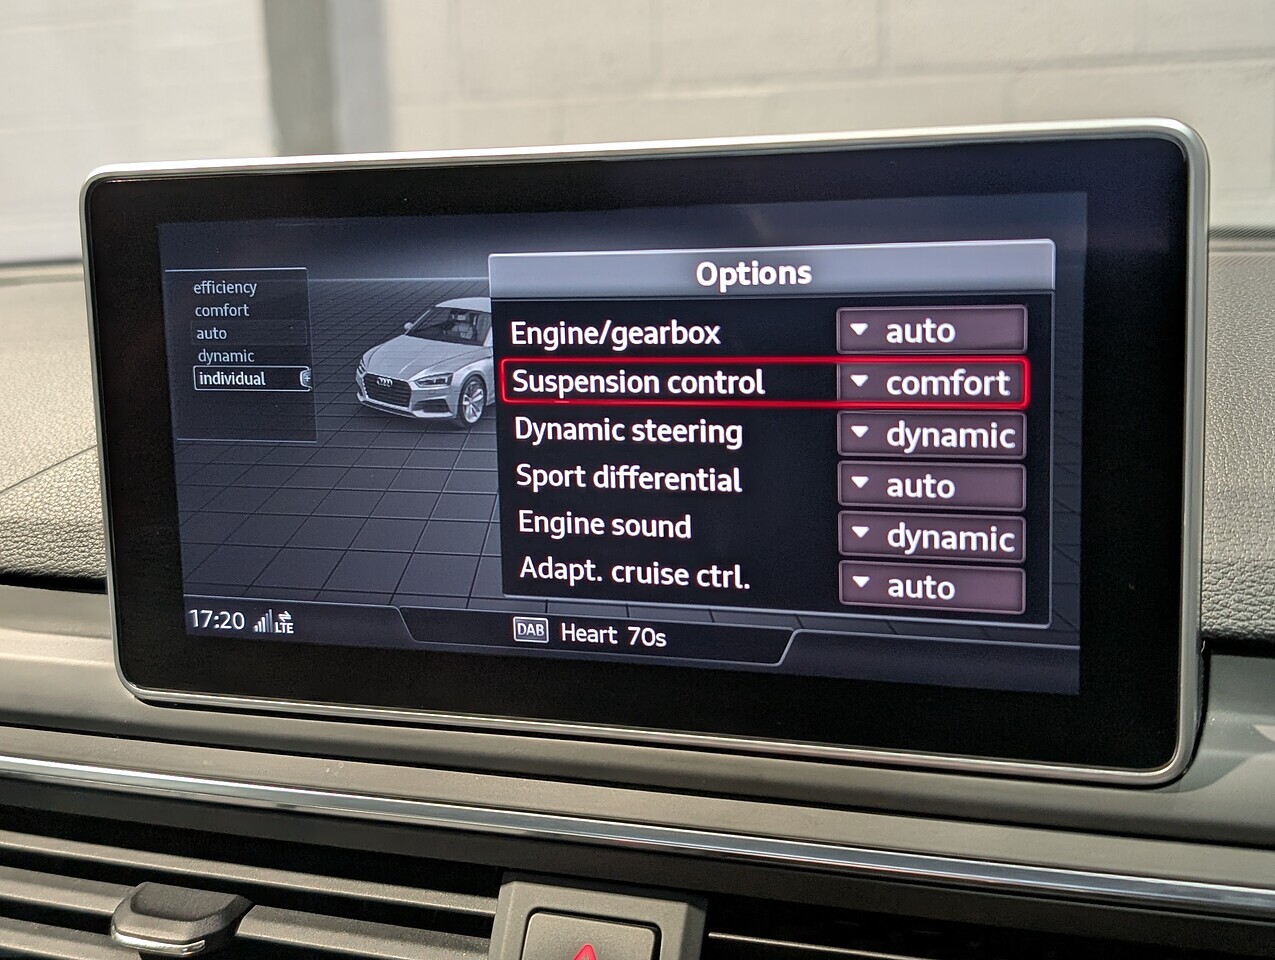 efficiency
comfort
auto
dynamic
individual
Options
Engine/gearbox auto
Suspension control comfort
Dynamic steering dynamic
Sport differential auto
Engine sound dynamic
Adapt. cruise ctrl. auto
17:20 LTE
DAB Heart 70s